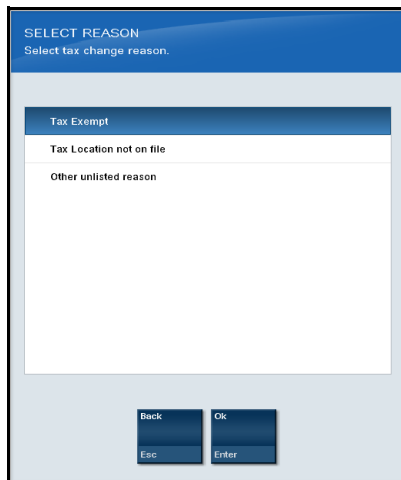 SELECT REASON
Select tax change reason.
Tax Exempt
Tax Location not on file
Other unlisted reason
Back Ok
Esc Enter